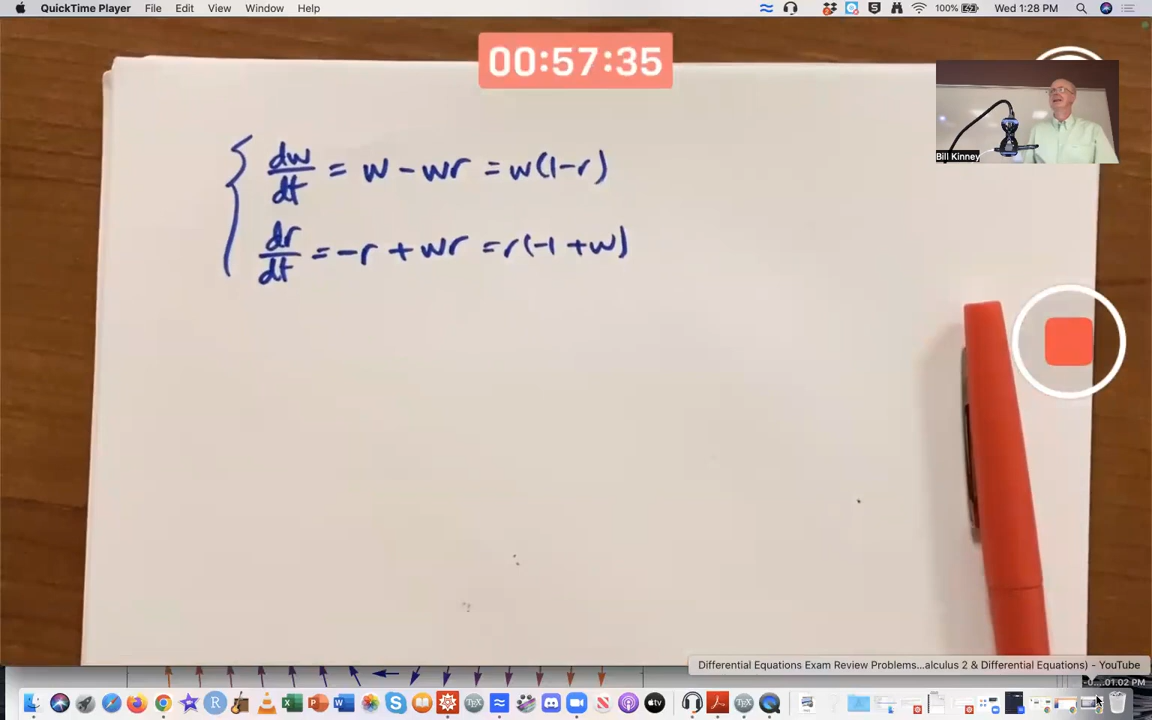 QuickTime Player File Edit View Window Help 100% Wed 1:28 PM
00:57:35
Bill Kinney
dw/dt = w - wr = w(1-r)
dr/dt = -r + wr = r(-1 + w)
Differential Equations Exam Review Problems...alculus 2 & Differential Equations) - YouTube